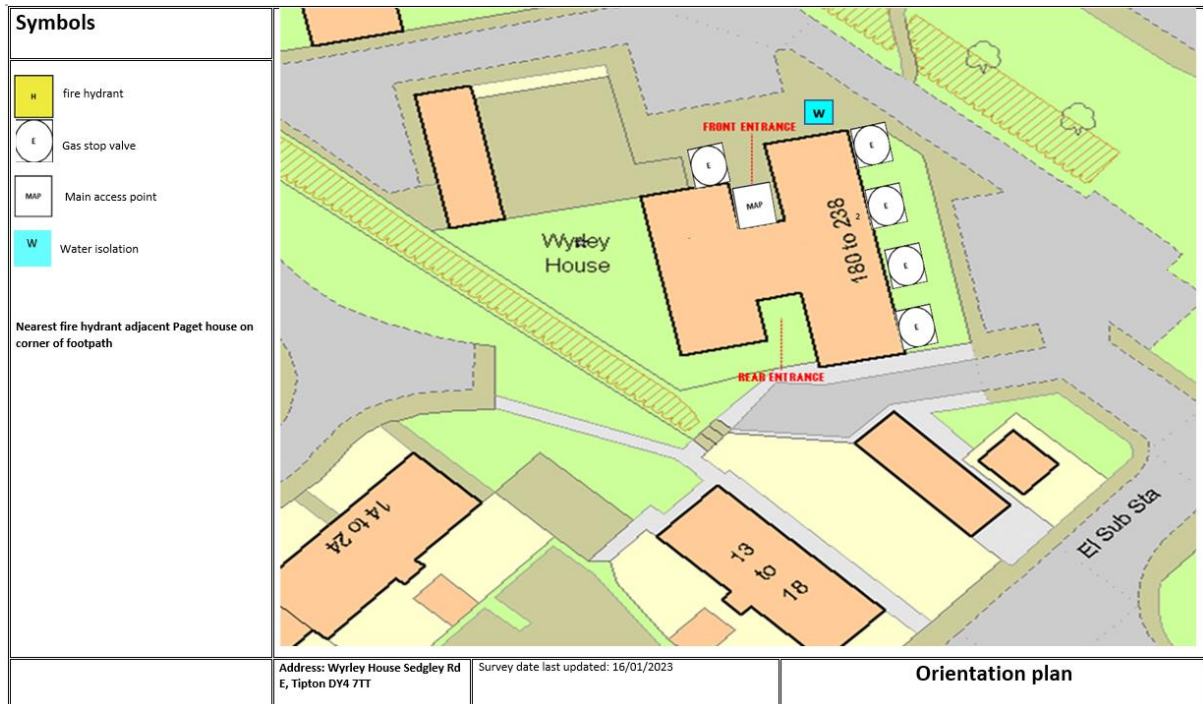 Symbols
H
fire hydrant
E
Gas stop valve
MAP
Main access point
W
Water isolation
Nearest fire hydrant adjacent Paget house on
corner of footpath
W
FRONT ENTRANCE
E
E
MAP
E
2
180 to 238
Wyrley
House
E
E
REAR ENTRANCE
14 to 24
13
to
18
El Sub Sta
Address: Wyrley House Sedgley Rd
E, Tipton DY4 7TT
Survey date last updated: 16/01/2023
Orientation plan